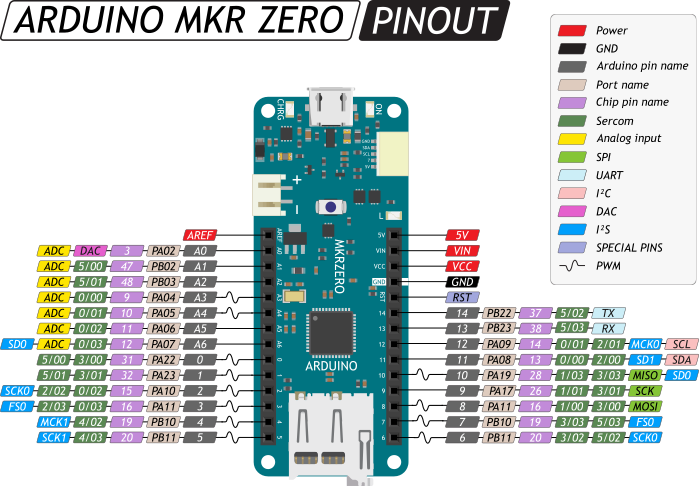 ARDUINO MKR ZERO PINOUT
Power
GND
Arduino pin name
Port name
Chip pin name
Sercom
Analog input
SPI
UART
I²C
DAC
I²S
SPECIAL PINS
PWM
CHRG
ON
GND
SDA
SCL
5V
+
-
L
MKRZERO
ARDUINO
AREF
ADC DAC 3 PA02 A0
ADC 5/00 47 PB02 A1
ADC 5/01 48 PB03 A2
ADC 0/00 9 PA04 A3
ADC 0/01 10 PA05 A4
ADC 0/02 11 PA06 A5
SD0 ADC 0/03 12 PA07 A6
5/00 3/00 31 PA22 0
5/01 3/01 32 PA23 1
SCK0 2/02 0/02 15 PA10 2
FS0 2/03 0/03 16 PA11 3
MCK1 4/02 19 PB10 4
SCK1 4/03 20 PB11 5
AREF
A0
A1
A2
A3
A4
A5
A6
0
1
2
3
4
5
5V
VIN
VCC
GND
RST
14
13
12
11
10
9
8
7
6
5V
VIN
VCC
GND
RST
14 PB22 37 5/02 TX
13 PB23 38 5/03 RX
12 PA09 14 0/01 2/01 MCK0 SCL
11 PA08 13 0/00 2/00 SD1 SDA
10 PA19 28 1/03 3/03 MISO SD0
9 PA17 26 1/01 3/01 SCK
8 PA11 16 1/00 3/00 MOSI
7 PB10 19 3/03 5/03 FS0
6 PB11 20 3/02 5/02 SCK0